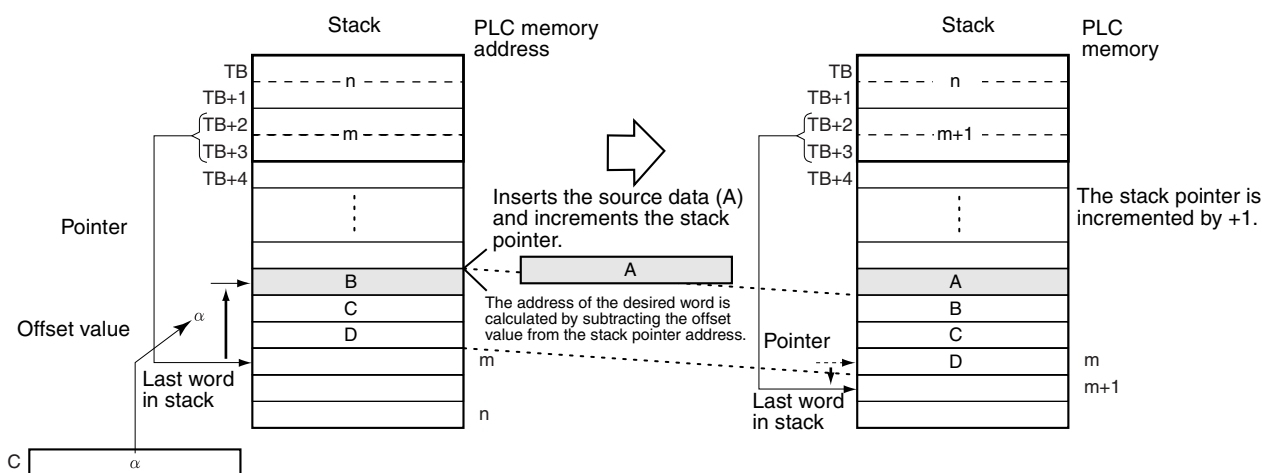 Stack
PLC memory
address
TB
n
TB+1
TB+2
m
TB+3
TB+4
Pointer
B
C
D
Offset value
α
m
Last word
in stack
n
C
α
Inserts the source data (A)
and increments the stack
pointer.
A
The address of the desired word is
calculated by subtracting the offset
value from the stack pointer address.
Stack
PLC
memory
TB
n
TB+1
TB+2
m+1
TB+3
TB+4
The stack pointer is
incremented by +1.
A
B
C
Pointer
D
m
m+1
Last word
in stack